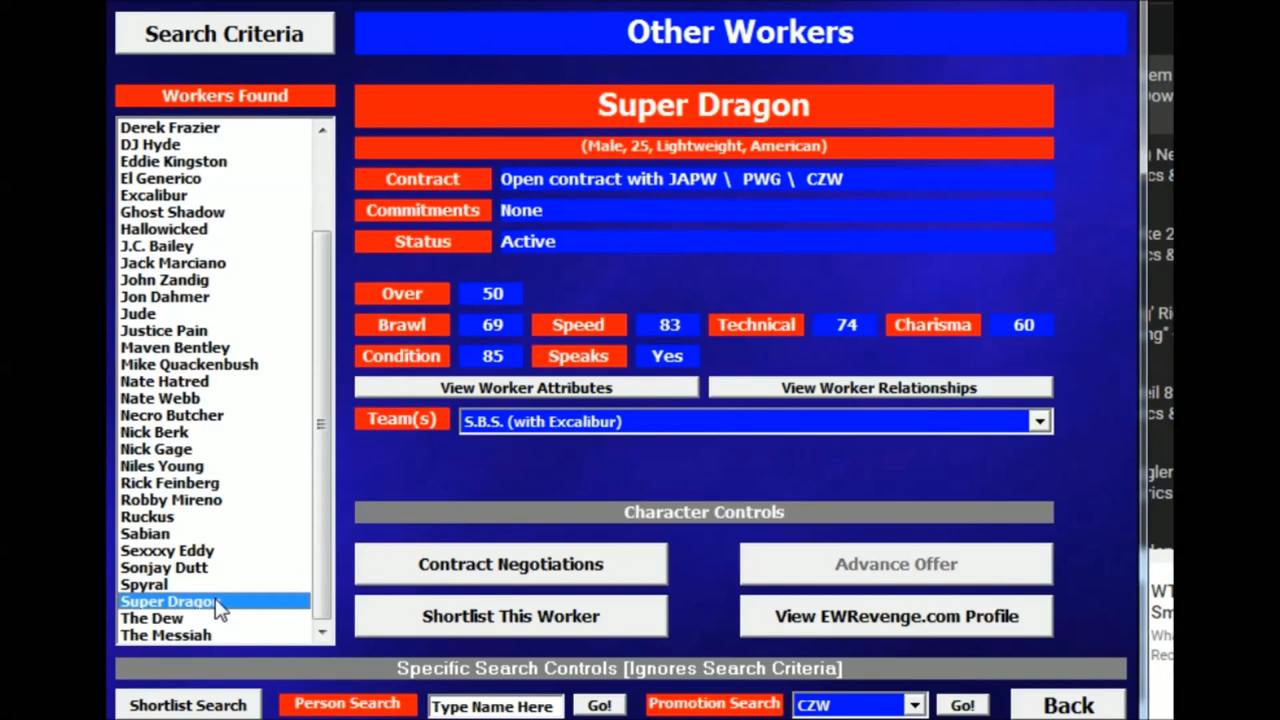 Search Criteria
Other Workers
Workers Found
Derek Frazier
DJ Hyde
Eddie Kingston
El Generico
Excalibur
Ghost Shadow
Hallowicked
J.C. Bailey
Jack Marciano
John Zandig
Jon Dahmer
Jude
Justice Pain
Maven Bentley
Mike Quackenbush
Nate Hatred
Nate Webb
Necro Butcher
Nick Berk
Nick Gage
Niles Young
Rick Feinberg
Robby Mireno
Ruckus
Sabian
Sexxxy Eddy
Sonjay Dutt
Spyral
Super Dragon
The Dew
The Messiah
Super Dragon
(Male, 25, Lightweight, American)
Contract Open contract with JAPW \ PWG \ CZW
Commitments None
Status Active
Over 50
Brawl 69 Speed 83 Technical 74 Charisma 60
Condition 85 Speaks Yes
View Worker Attributes View Worker Relationships
Team(s) S.B.S. (with Excalibur)
Character Controls
Contract Negotiations Advance Offer
Shortlist This Worker View EWRevenge.com Profile
Specific Search Controls [Ignores Search Criteria]
Shortlist Search Person Search Type Name Here Go! Promotion Search CZW Go! Back